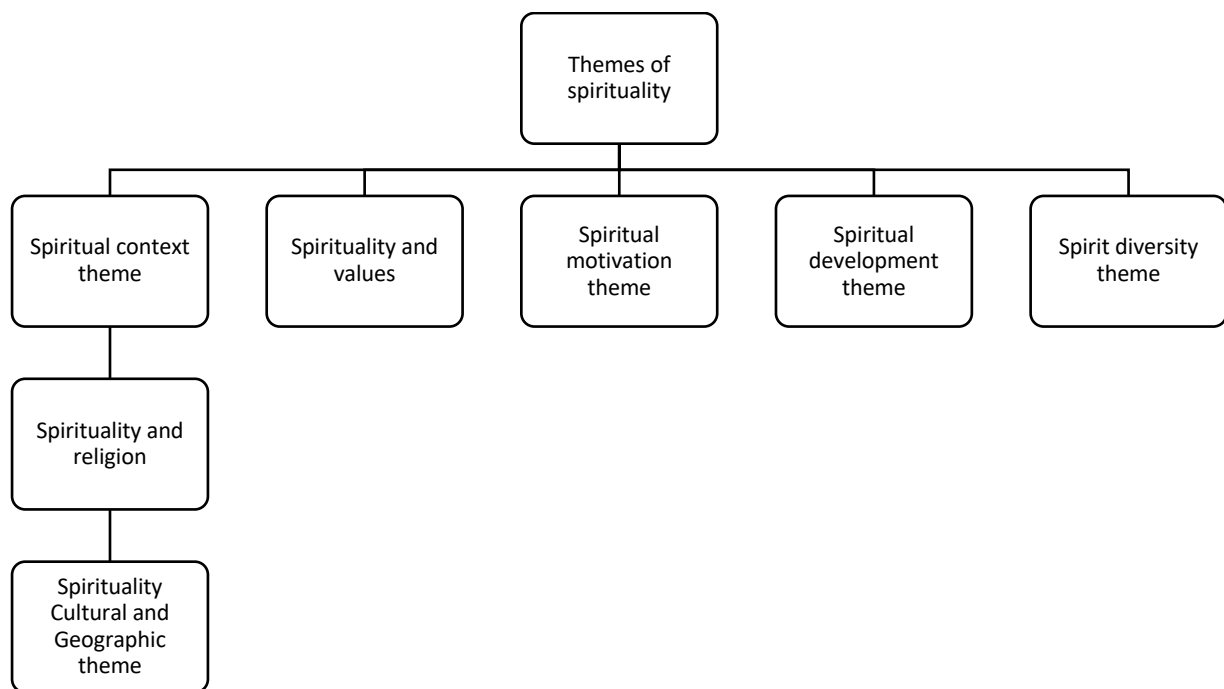 Themes of
spirituality
Spiritual context
theme
Spirituality and
values
Spiritual
motivation
theme
Spiritual
development
theme
Spirit diversity
theme
Spirituality and
religion
Spirituality
Cultural and
Geographic
theme